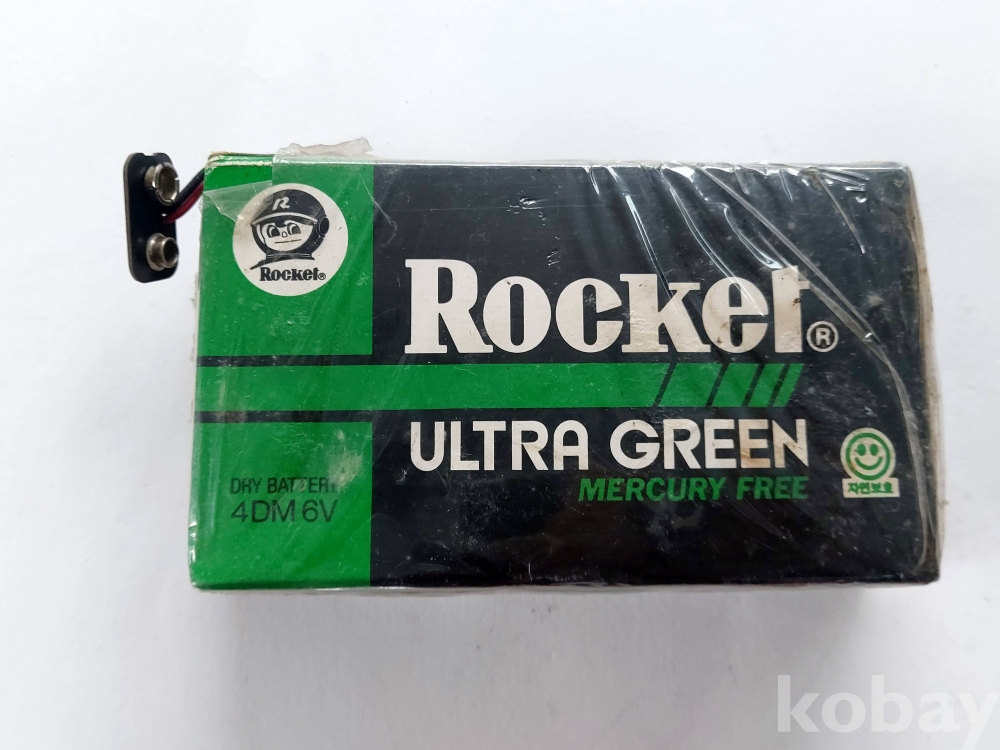 R
Rocket®
Rocket®
ULTRA GREEN
MERCURY FREE
DRY BATTERY
4DM 6V
자연보호
kobay